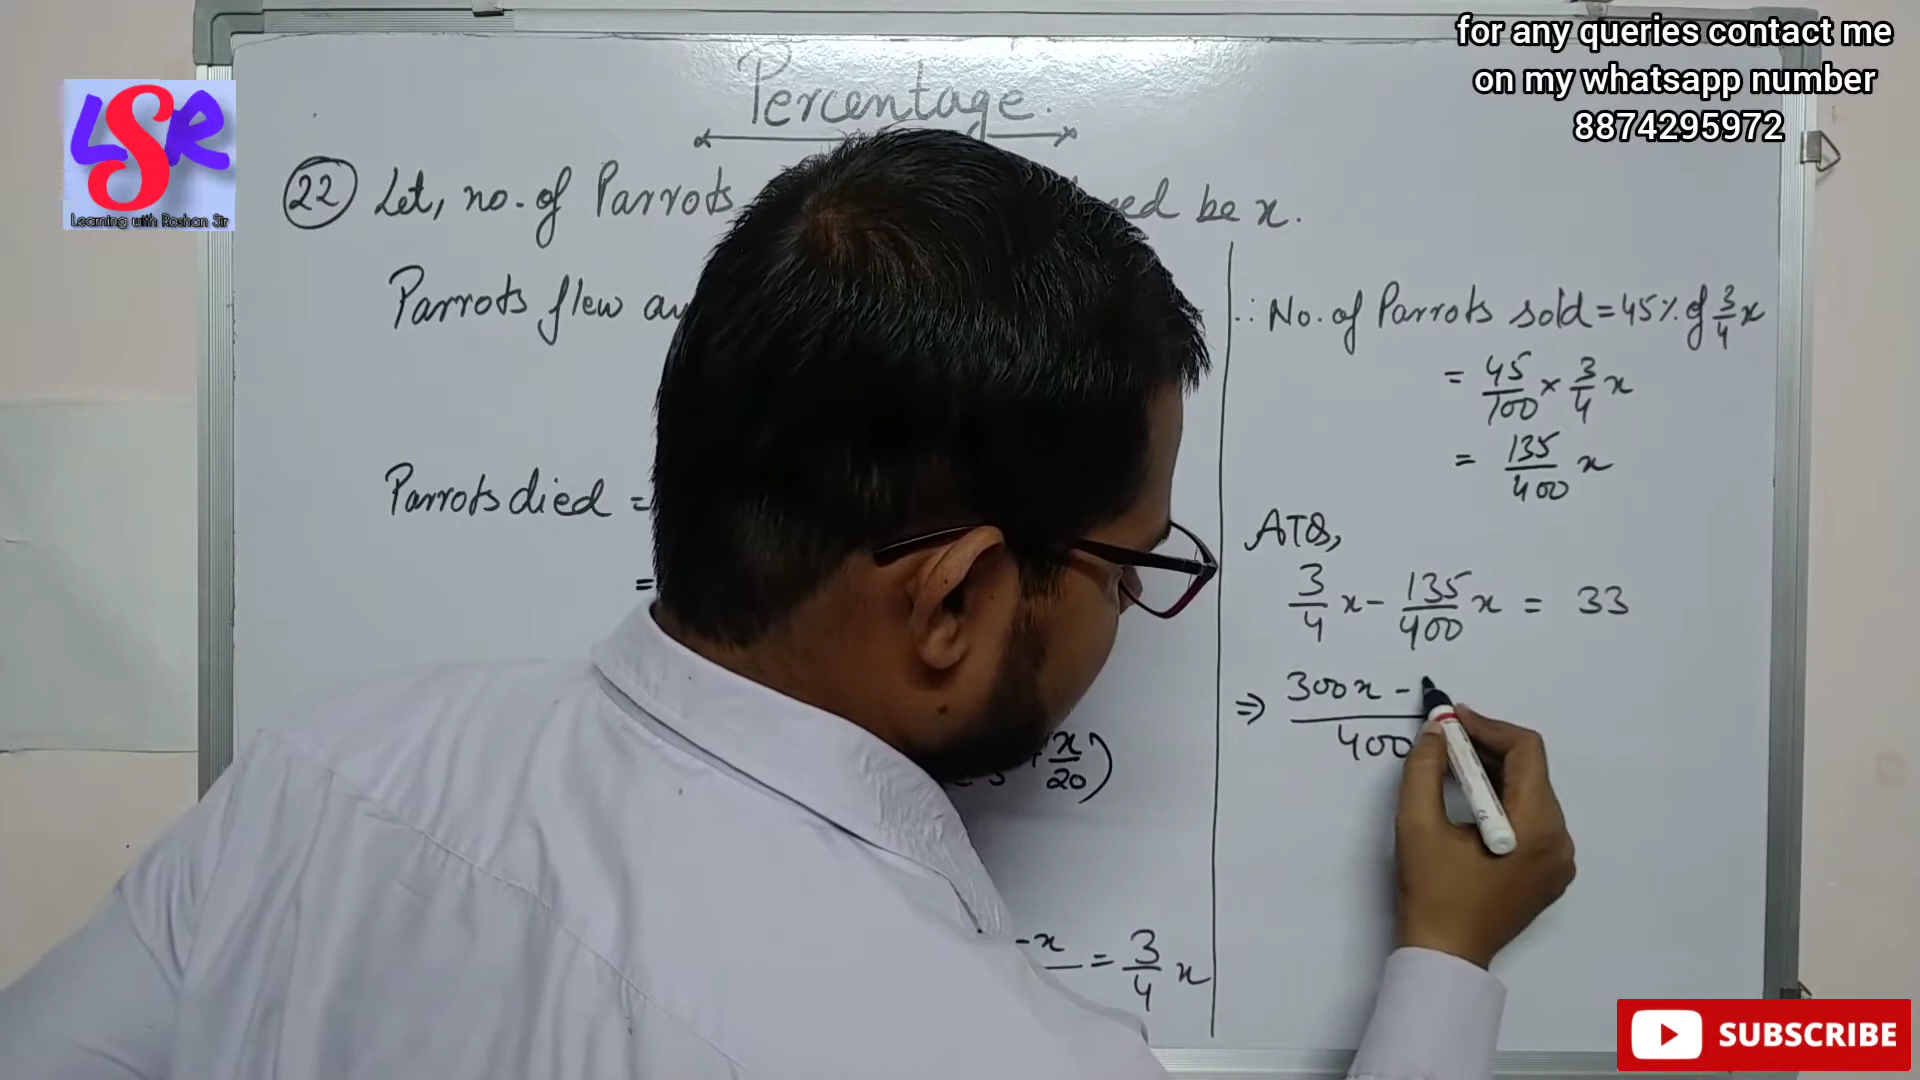 for any queries contact me
on my whatsapp number
8874295972
LSR
Learning with Roshan Sir
Percentage.
22 Let, no. of Parrots be x.
Parrots flew
Parrots died =
=
x/20)
-x = 3/4 x
∴ No. of Parrots sold = 45% of 3/4 x
= 45/100 × 3/4 x
= 135/400 x
ATQ,
3/4 x - 135/400 x = 33
⇒ 300x - / 400
SUBSCRIBE